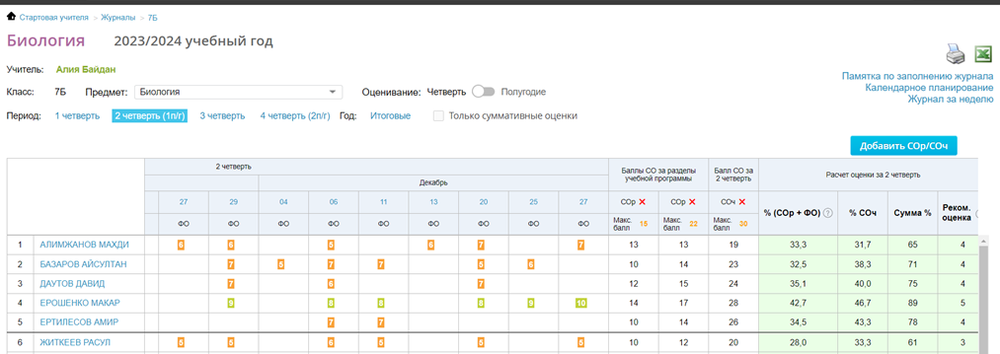 Стартовая учителя > Журналы > 7Б
Биология 2023/2024 учебный год
Учитель: Алия Байдан
Памятка по заполнению журнала
Класс: 7Б Предмет: Биология Оценивание: Четверть Полугодие
Календарное планирование
Журнал за неделю
Период: 1 четверть 2 четверть (1п/г) 3 четверть 4 четверть (2п/г) Год: Итоговые Только суммативные оценки
Добавить СОр/СОч
2 четверть Баллы СО за разделы учебной программы Балл СО за 2 четверть Расчет оценки за 2 четверть
Декабрь
27 29 04 06 11 13 20 25 27 СОр СОр СОч % (СОр + ФО) ? % СОч Сумма % Реком. оценка
ФО ФО ФО ФО ФО ФО ФО ФО ФО Макс. балл 15 Макс. балл 22 Макс. балл 30
1 АЛИМЖАНОВ МАХДИ 6 6 5 6 7 7 13 13 19 33,3 31,7 65 4
2 БАЗАРОВ АЙСУЛТАН 7 5 7 7 5 6 10 14 23 32,5 38,3 71 4
3 ДАУТОВ ДАВИД 7 6 7 12 15 24 35,1 40,0 75 4
4 ЕРОШЕНКО МАКАР 9 8 8 8 9 10 14 17 28 42,7 46,7 89 5
5 ЕРТИЛЕСОВ АМИР 7 7 10 14 26 34,5 43,3 78 4
6 ЖИТКЕЕВ РАСУЛ 5 5 5 5 5 5 10 12 20 28,0 33,3 61 3